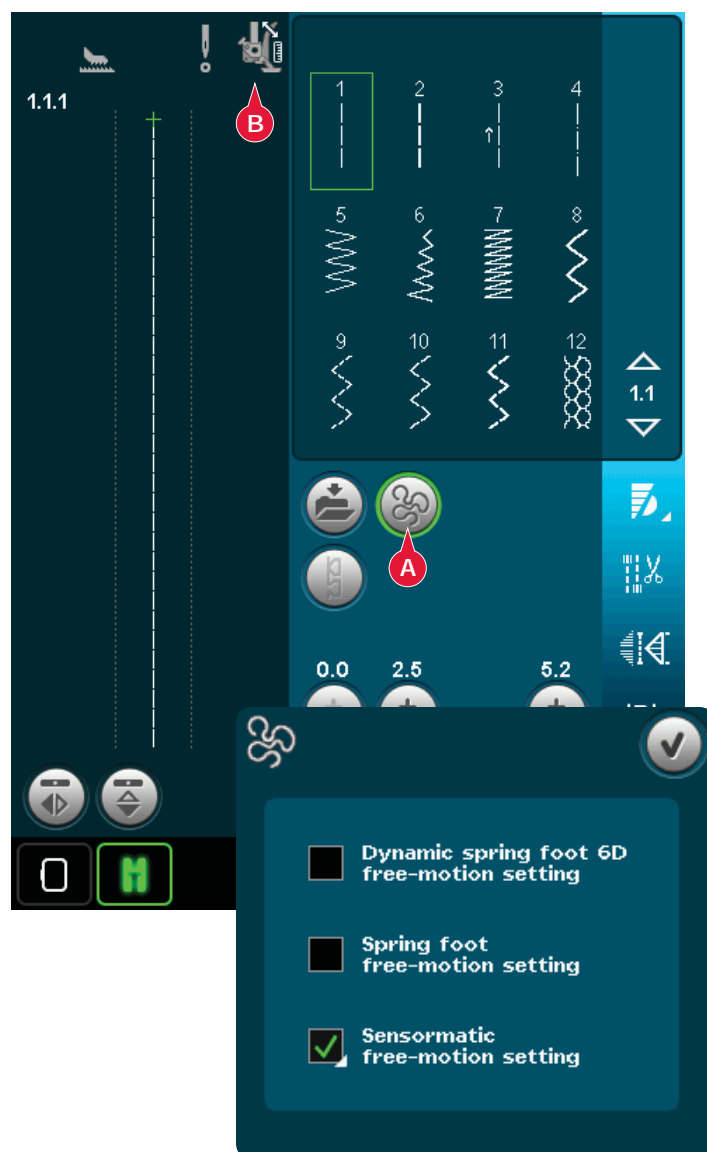 B
1.1.1
1 2 3 4
5 6 7 8
9 10 11 12
1.1
A
0.0 2.5 5.2
Dynamic spring foot 6D
free-motion setting
Spring foot
free-motion setting
Sensormatic
free-motion setting